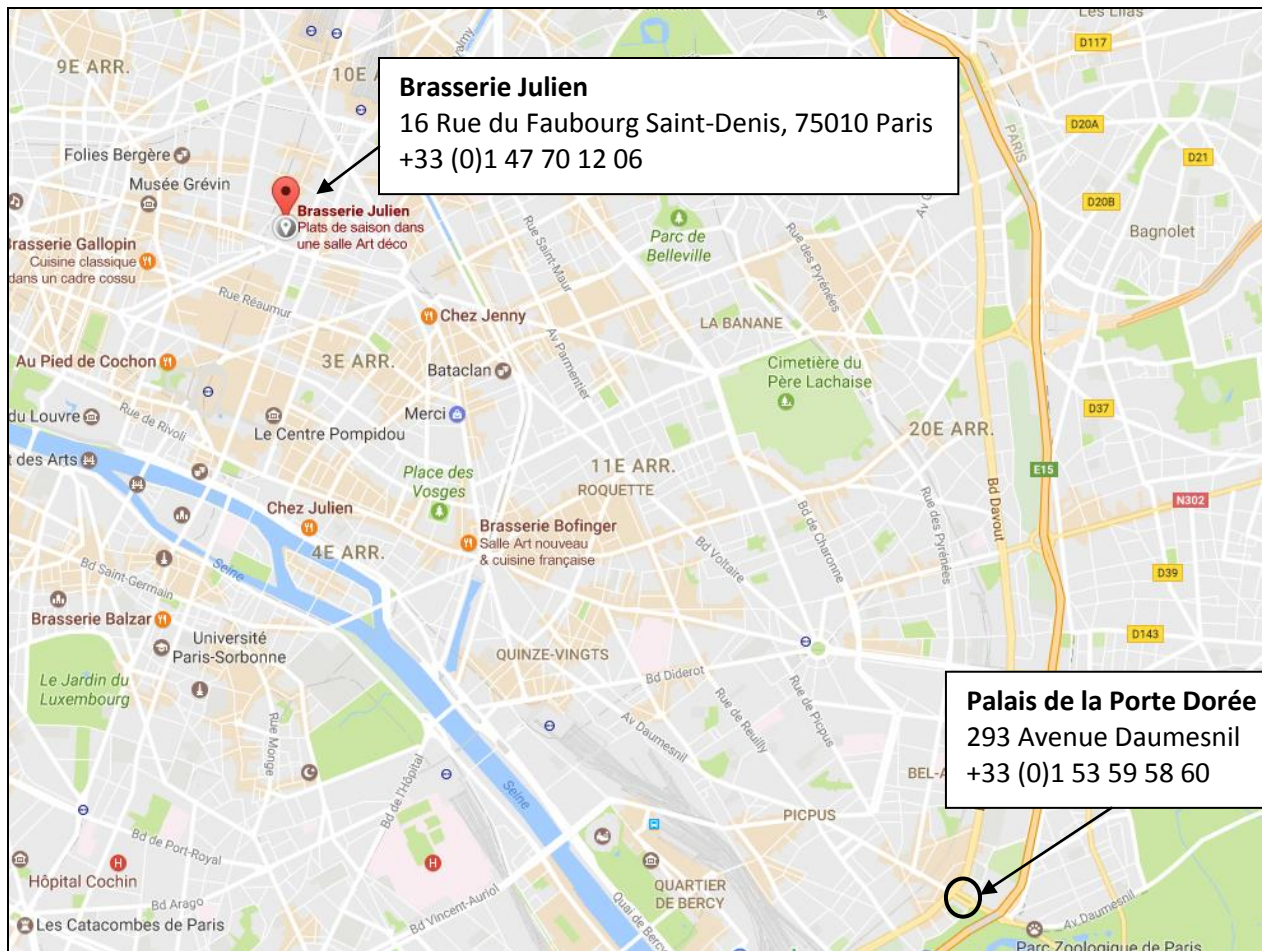 Les Lilas
D117
9E ARR.
10E A
Brasserie Julien
16 Rue du Faubourg Saint-Denis, 75010 Paris
+33 (0)1 47 70 12 06
D20A
PARIS
D21
Folies Bergère
Musée Grévin
Brasserie Julien
Plats de saison dans
une salle Art déco
D20B
Bagnolet
Rue Saint-Maur
Parc de
Belleville
Rue des Pyrénées
Brasserie Gallopin
Cuisine classique
dans un cadre cossu
Rue Réaumur
Chez Jenny
LA BANANE
Av Parmentier
Au Pied de Cochon
3E ARR.
Bataclan
Cimetière du
Père Lachaise
du Louvre
Rue de Rivoli
Merci
D37
Le Centre Pompidou
20E ARR.
t des Arts
Place des
Vosges
11E ARR.
ROQUETTE
E15
Bd Davout
N302
Chez Julien
4E ARR.
Brasserie Bofinger
Salle Art nouveau
& cuisine française
Bd de Charonne
Rue des Pyrénées
Bd Voltaire
Bd Saint-Germain
Seine
D39
Brasserie Balzar
Université
Paris-Sorbonne
D143
QUINZE-VINGTS
Bd Diderot
Le Jardin du
Luxembourg
Rue Monge
Av Daumesnil
Rue de Reuilly
Rue de Picpus
Palais de la Porte Dorée
293 Avenue Daumesnil
+33 (0)1 53 59 58 60
BEL-A
Bd de l'Hôpital
Seine
PICPUS
Bd de Port-Royal
H
Hôpital Cochin
H
QUARTIER
DE BERCY
Bd Arago
Bd Vincent-Auriol
Quai de Bercy
Les Catacombes de Paris
Av. Daumesnil
Parc Zoologique de Paris